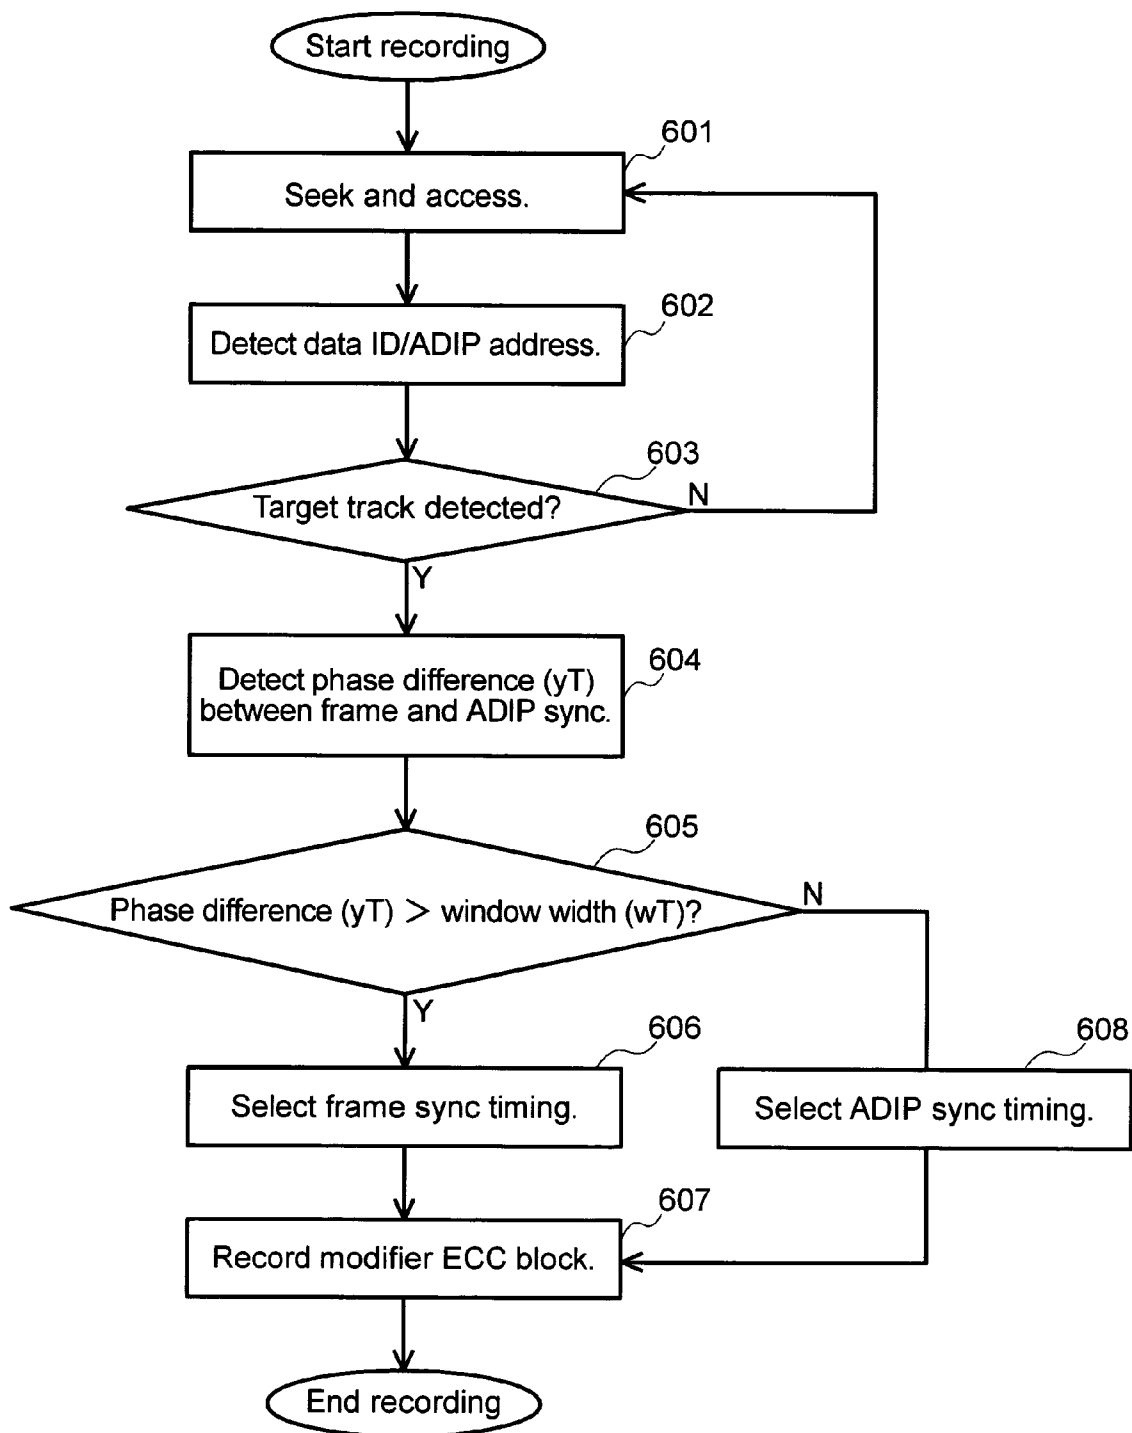 Start recording
601
Seek and access.
602
Detect data ID/ADIP address.
603
Target track detected?
N
Y
604
Detect phase difference (yT)
between frame and ADIP sync.
605
Phase difference (yT) > window width (wT)?
N
Y
606
Select frame sync timing.
608
Select ADIP sync timing.
607
Record modifier ECC block.
End recording